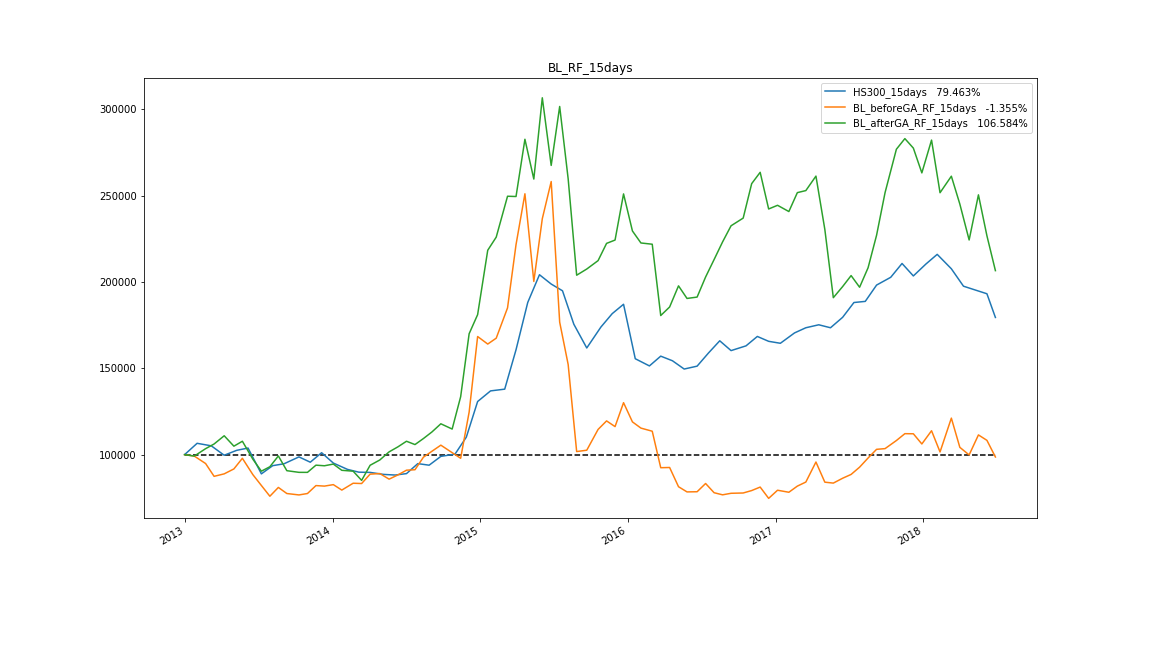 BL_RF_15days
HS300_15days 79.463%
BL_beforeGA_RF_15days -1.355%
BL_afterGA_RF_15days 106.584%
300000
250000
200000
150000
100000
2013
2014
2015
2016
2017
2018